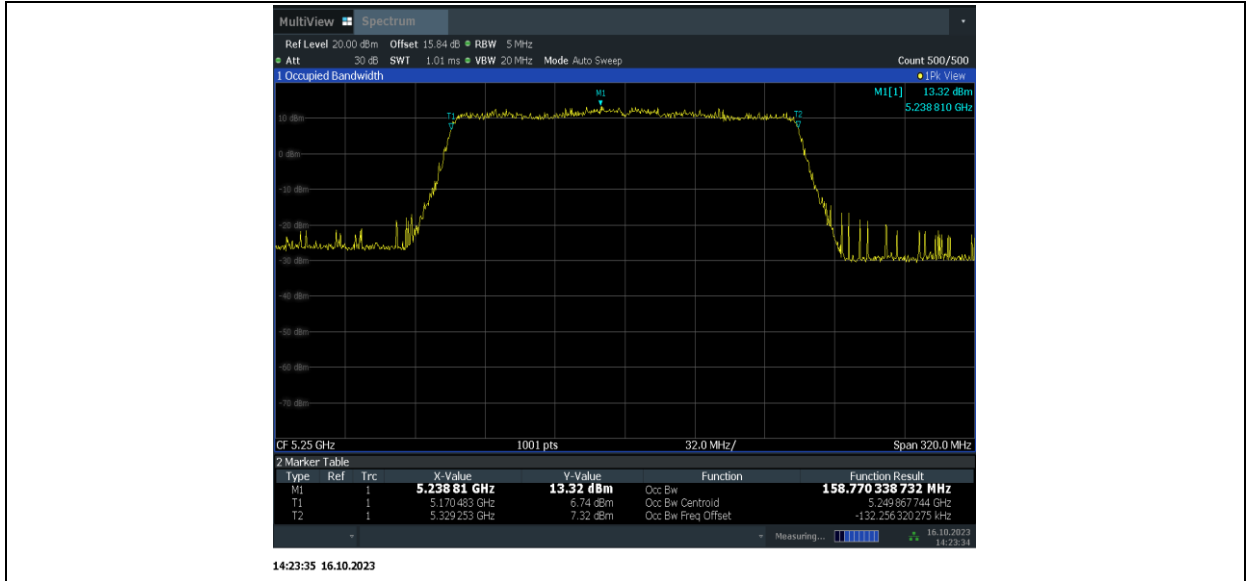 MultiView Spectrum
Ref Level 20.00 dBm Offset 15.84 dB RBW 5 MHz
Att 30 dB SWT 1.01 ms VBW 20 MHz Mode Auto Sweep Count 500/500
1 Occupied Bandwidth 1Pk View
M1[1] 13.32 dBm
5.238 810 GHz
M1
T1
T2
10 dBm
0 dBm
-10 dBm
-20 dBm
-30 dBm
-40 dBm
-50 dBm
-60 dBm
-70 dBm
CF 5.25 GHz 1001 pts 32.0 MHz/ Span 320.0 MHz
2 Marker Table
Type Ref Trc X-Value Y-Value Function Function Result
M1 1 5.238 81 GHz 13.32 dBm Occ Bw 158.770 338 732 MHz
T1 1 5.170 483 GHz 6.74 dBm Occ Bw Centroid 5.249 867 744 GHz
T2 1 5.329 253 GHz 7.32 dBm Occ Bw Freq Offset -132.256 320 275 kHz
Measuring... 16.10.2023
14:23:34
14:23:35 16.10.2023